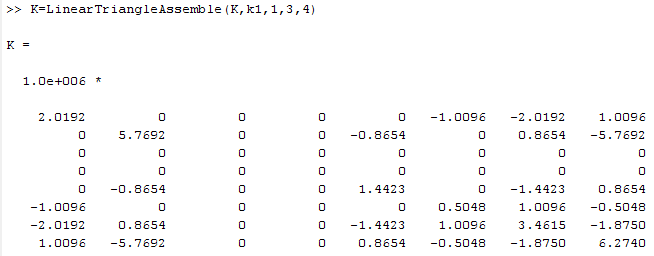 >> K=LinearTriangleAssemble(K,k1,1,3,4)
K =
1.0e+006 *
2.0192 0 0 0 0 -1.0096 -2.0192 1.0096
0 5.7692 0 0 -0.8654 0 0.8654 -5.7692
0 0 0 0 0 0 0 0
0 0 0 0 0 0 0 0
0 -0.8654 0 0 1.4423 0 -1.4423 0.8654
-1.0096 0 0 0 0 0.5048 1.0096 -0.5048
-2.0192 0.8654 0 0 -1.4423 1.0096 3.4615 -1.8750
1.0096 -5.7692 0 0 0.8654 -0.5048 -1.8750 6.2740